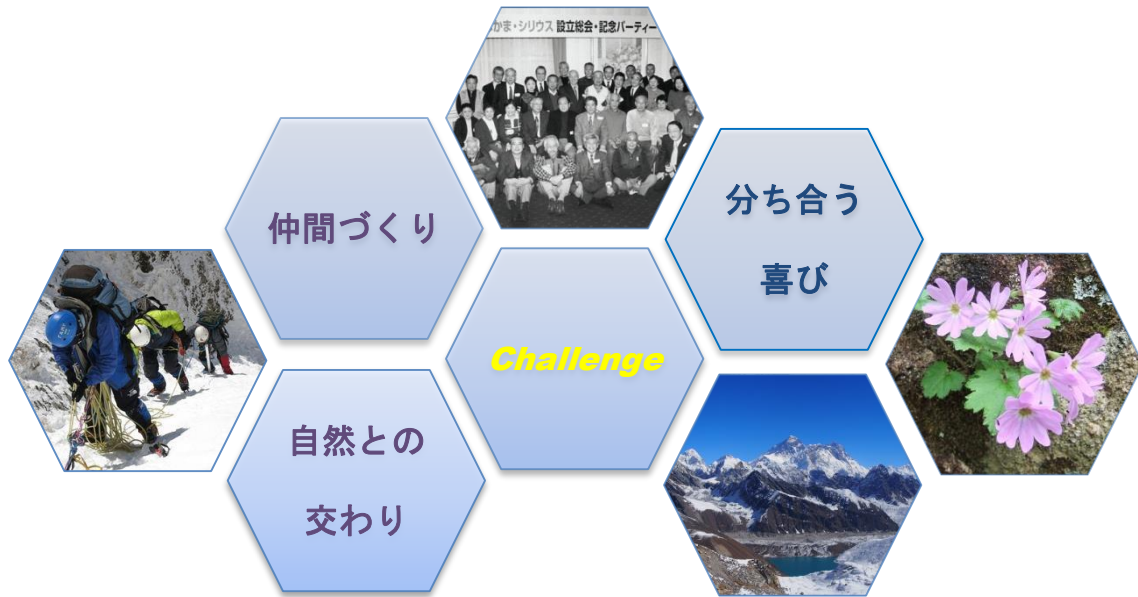 かま・シリウス 設立総会・記念パーティー
仲間づくり
分ち合う
喜び
Challenge
自然との
交わり